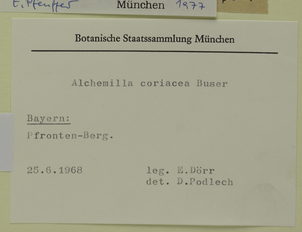 E. Pfeuffer
München 1977
Botanische Staatssammlung München
Alchemilla coriacea Buser
Bayern:
Pfronten-Berg.
25.6.1968 leg. E.Dörr
det. D.Podlech